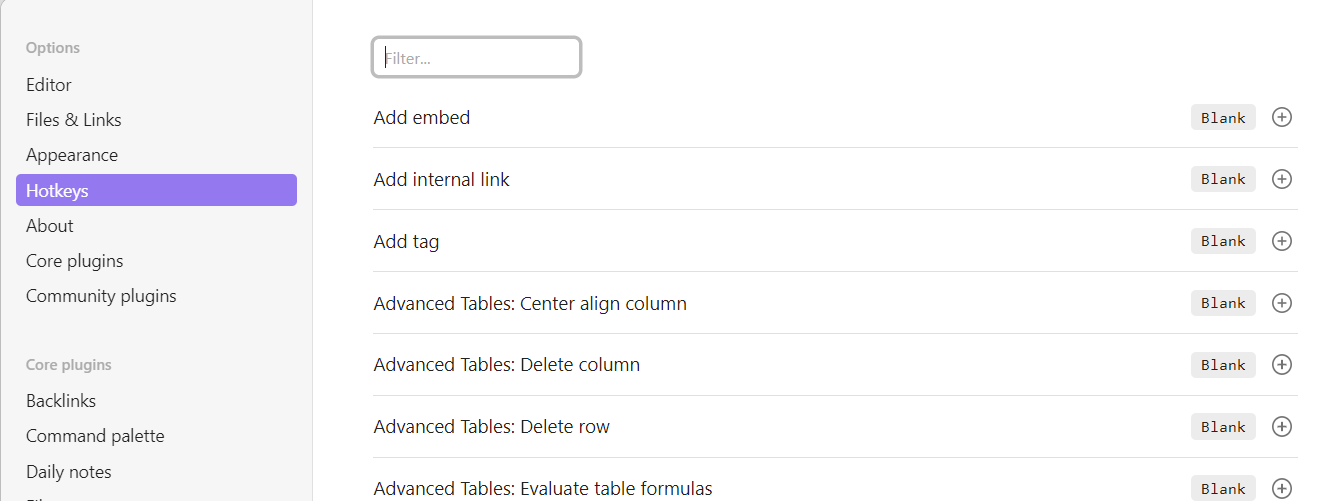 Options
Editor
Files & Links
Appearance
Hotkeys
About
Core plugins
Community plugins
Core plugins
Backlinks
Command palette
Daily notes
Filter...
Add embed Blank
Add internal link Blank
Add tag Blank
Advanced Tables: Center align column Blank
Advanced Tables: Delete column Blank
Advanced Tables: Delete row Blank
Advanced Tables: Evaluate table formulas Blank